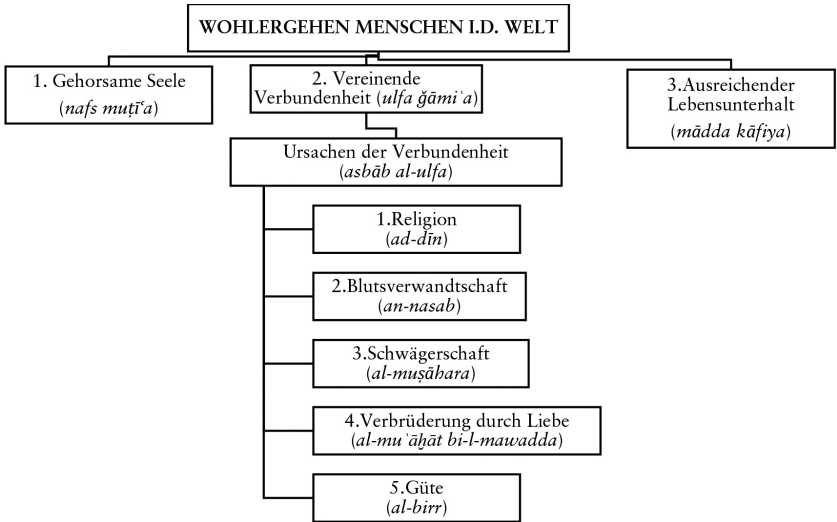 WOHLERGEHEN MENSCHEN I.D. WELT
1. Gehorsame Seele
(nafs muṭīʿa)
2. Vereinende
Verbundenheit (ulfa ǧāmiʿa)
3.Ausreichender
Lebensunterhalt
(mādda kāfiya)
Ursachen der Verbundenheit
(asbāb al-ulfa)
1.Religion
(ad-dīn)
2.Blutsverwandtschaft
(an-nasab)
3.Schwägerschaft
(al-muṣāhara)
4.Verbrüderung durch Liebe
(al-muʾāḫāt bi-l-mawadda)
5.Güte
(al-birr)